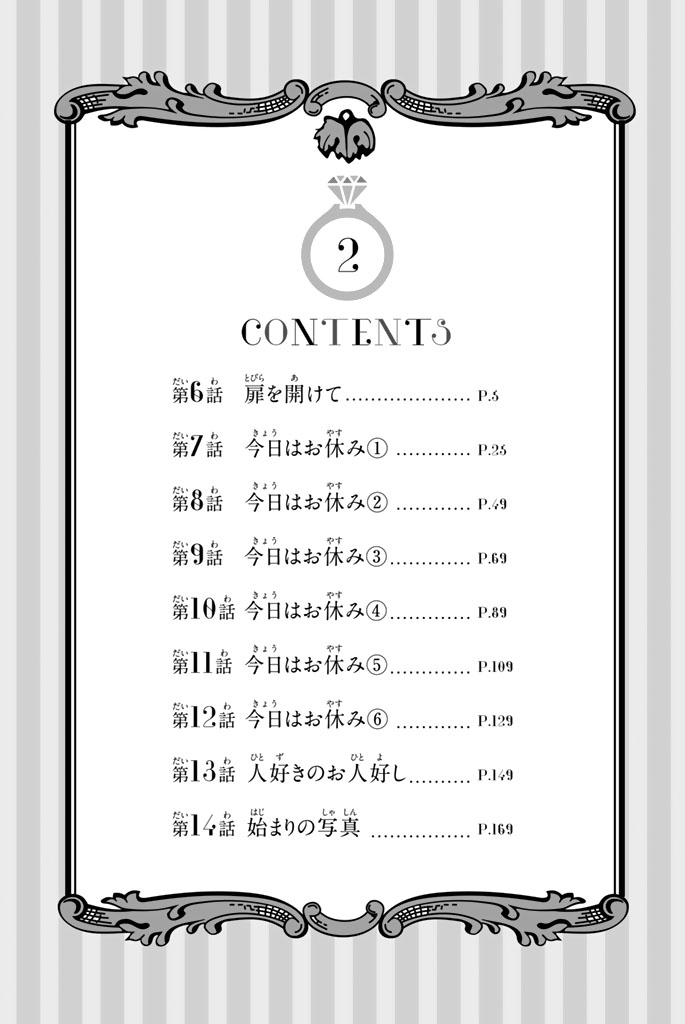 2
CONTENTS
第6話 扉を開けて.................... P.5
第7話 今日はお休み① ............ P.25
第8話 今日はお休み② ............ P.49
第9話 今日はお休み③............. P.69
第10話 今日はお休み④............. P.89
第11話 今日はお休み⑤............. P.109
第12話 今日はお休み⑥ ............ P.129
第13話 人好きのお人好し.......... P.149
第14話 始まりの写真 ................ P.169